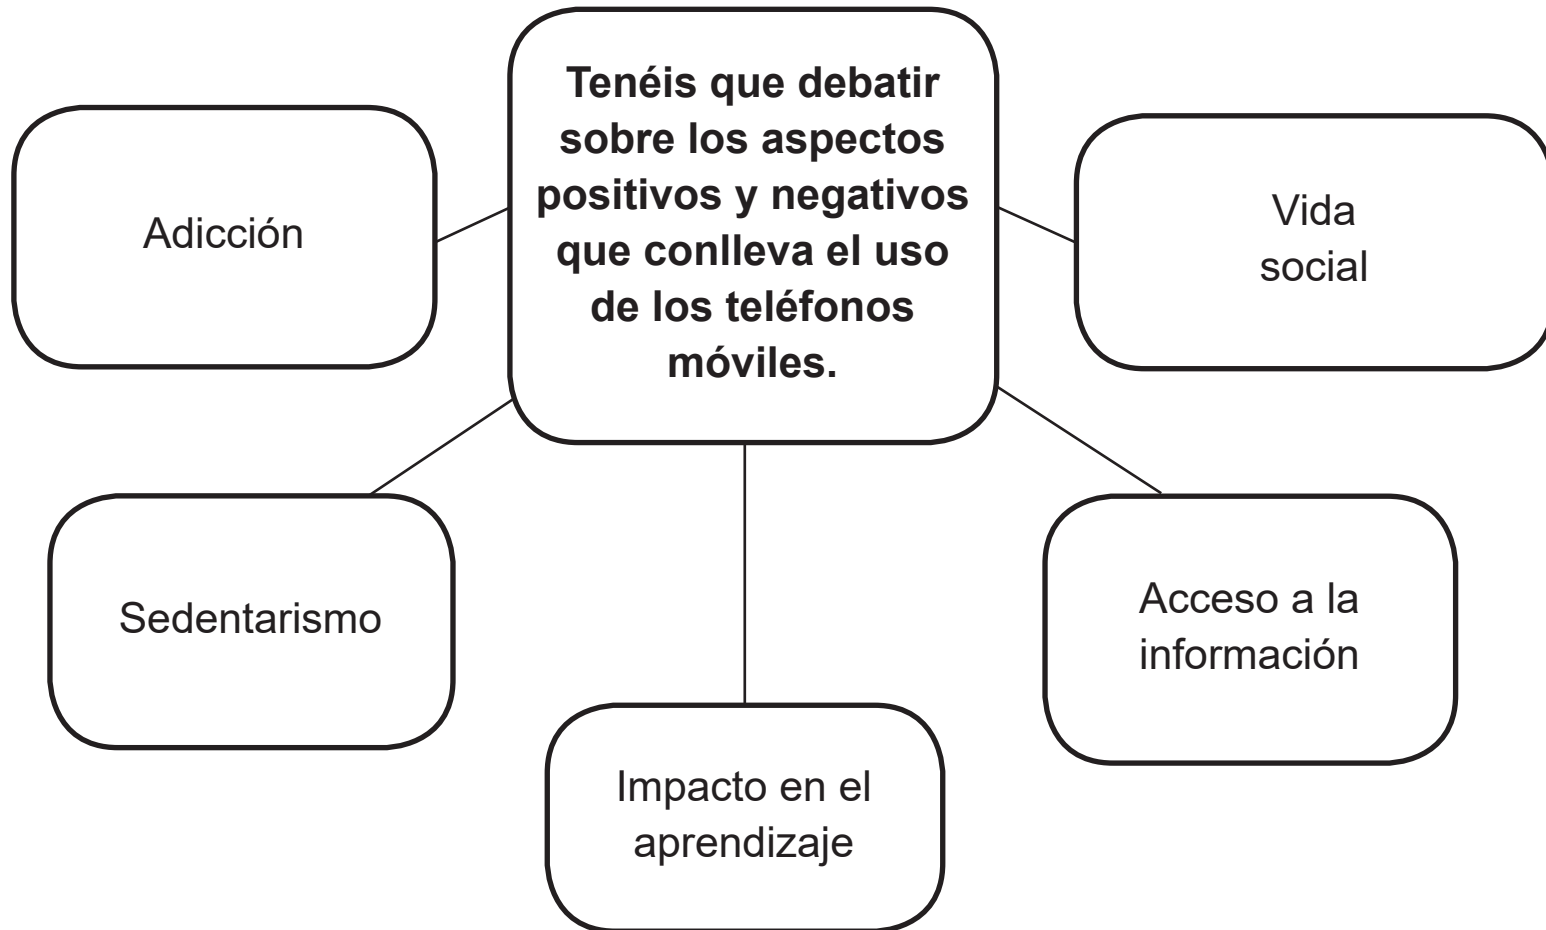 Tenéis que debatir
sobre los aspectos
positivos y negativos
que conlleva el uso
de los teléfonos
móviles.
Adicción
Vida
social
Sedentarismo
Acceso a la
información
Impacto en el
aprendizaje